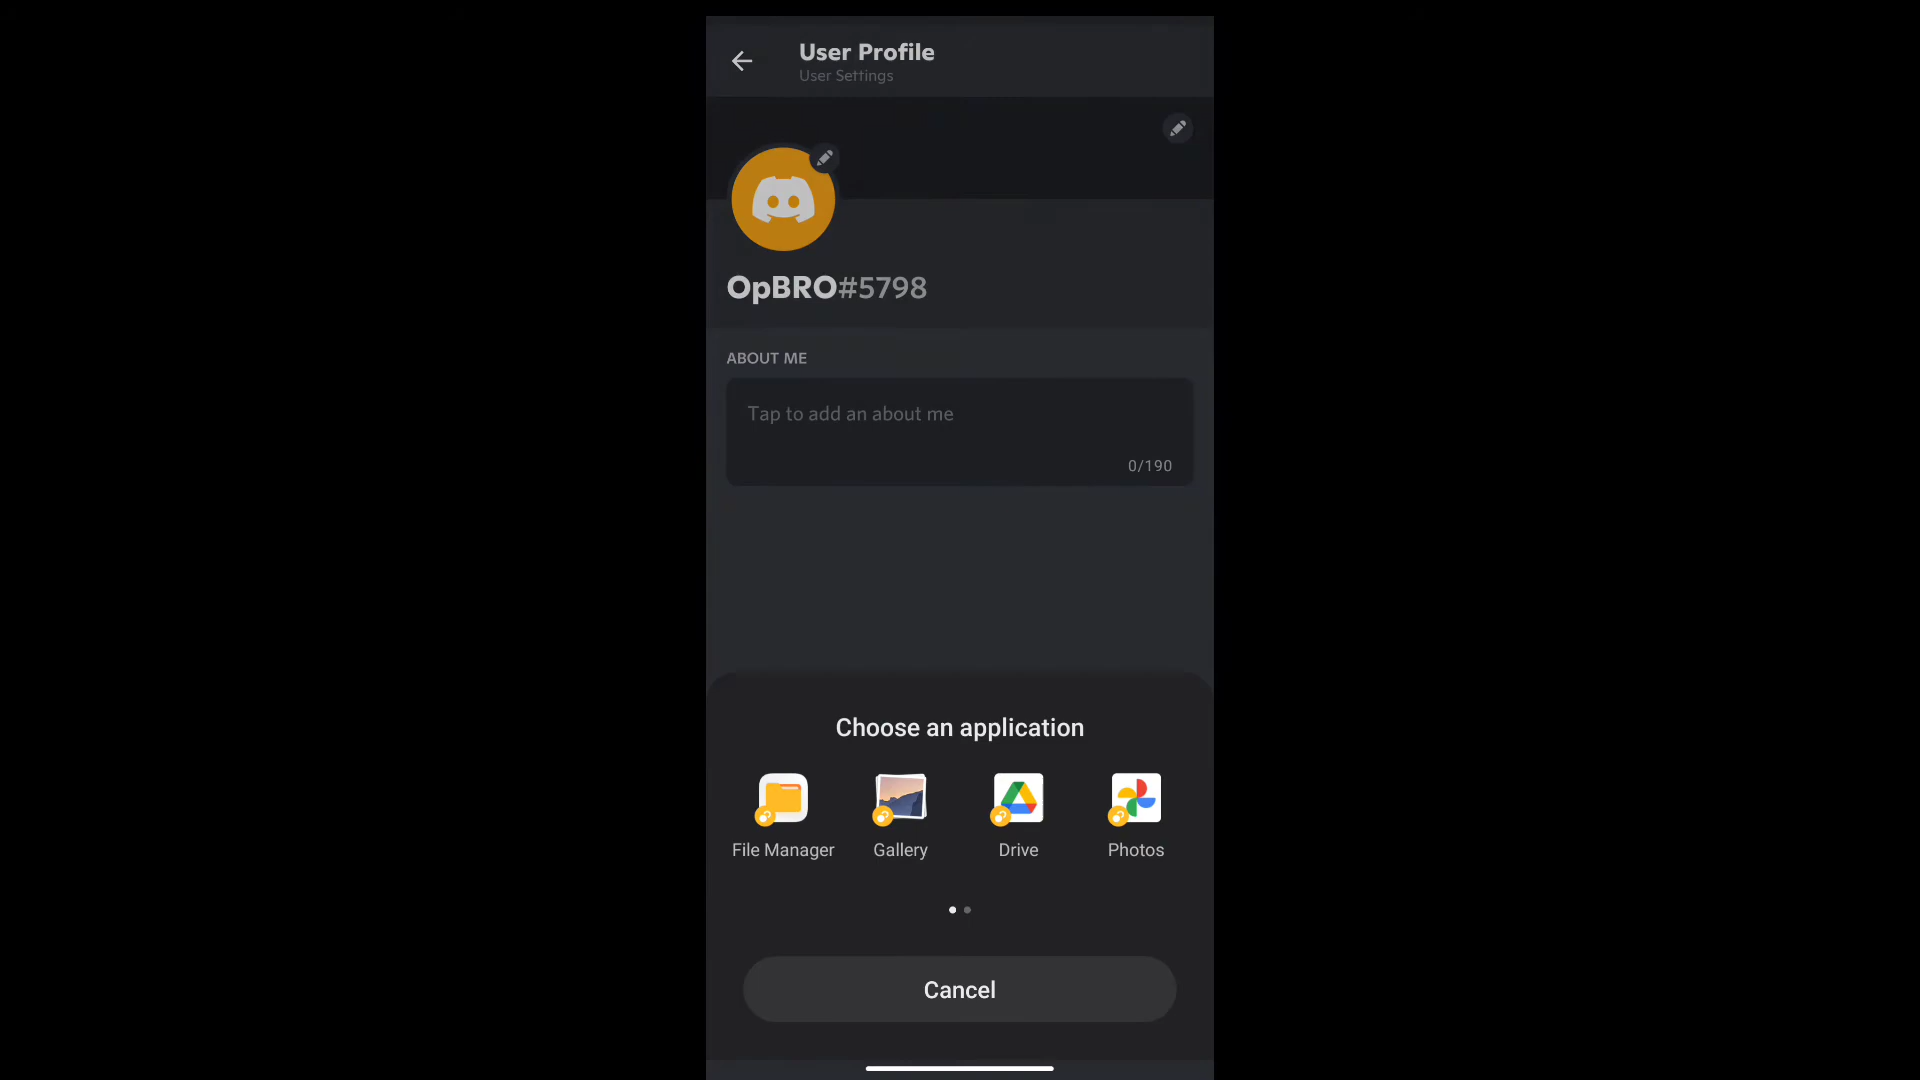 User Profile
User Settings
OpBRO#5798
ABOUT ME
Tap to add an about me
0/190
Choose an application
File Manager
Gallery
Drive
Photos
Cancel